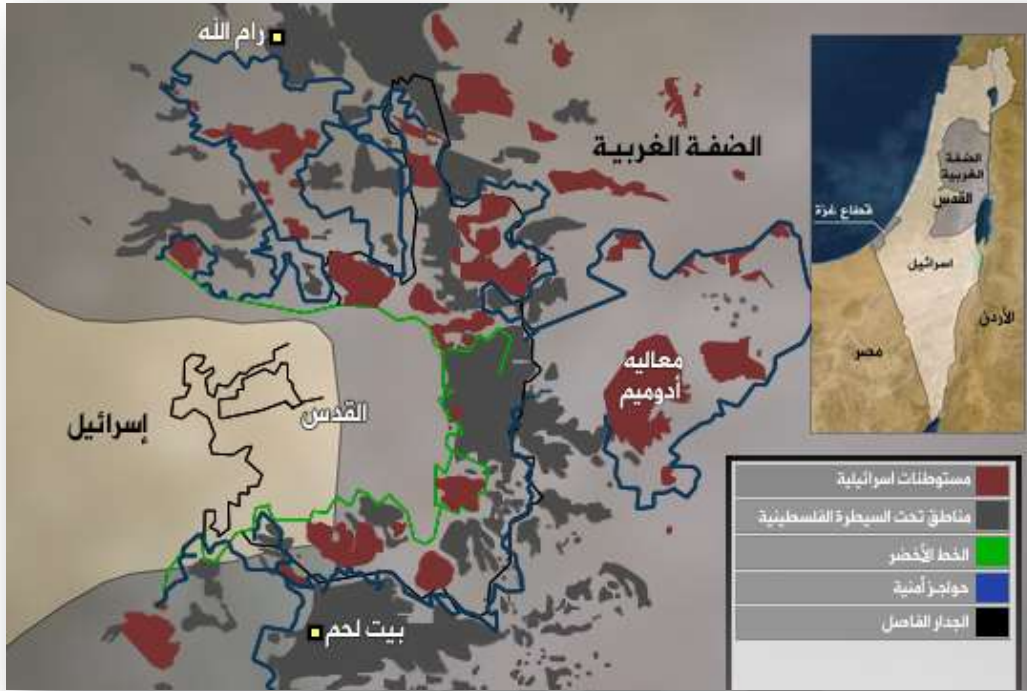 رام الله
الضفة الغربية
معاليه
أدوميم
القدس
إسرائيل
بيت لحم
الضفة
الغربية
القدس
قطاع غزة
اسرائيل
الأردن
مصر
مستوطنات اسرائيلية
مناطق تحت السيطرة الفلسطينية
الخط الأخضر
حواجز أمنية
الجدار الفاصل